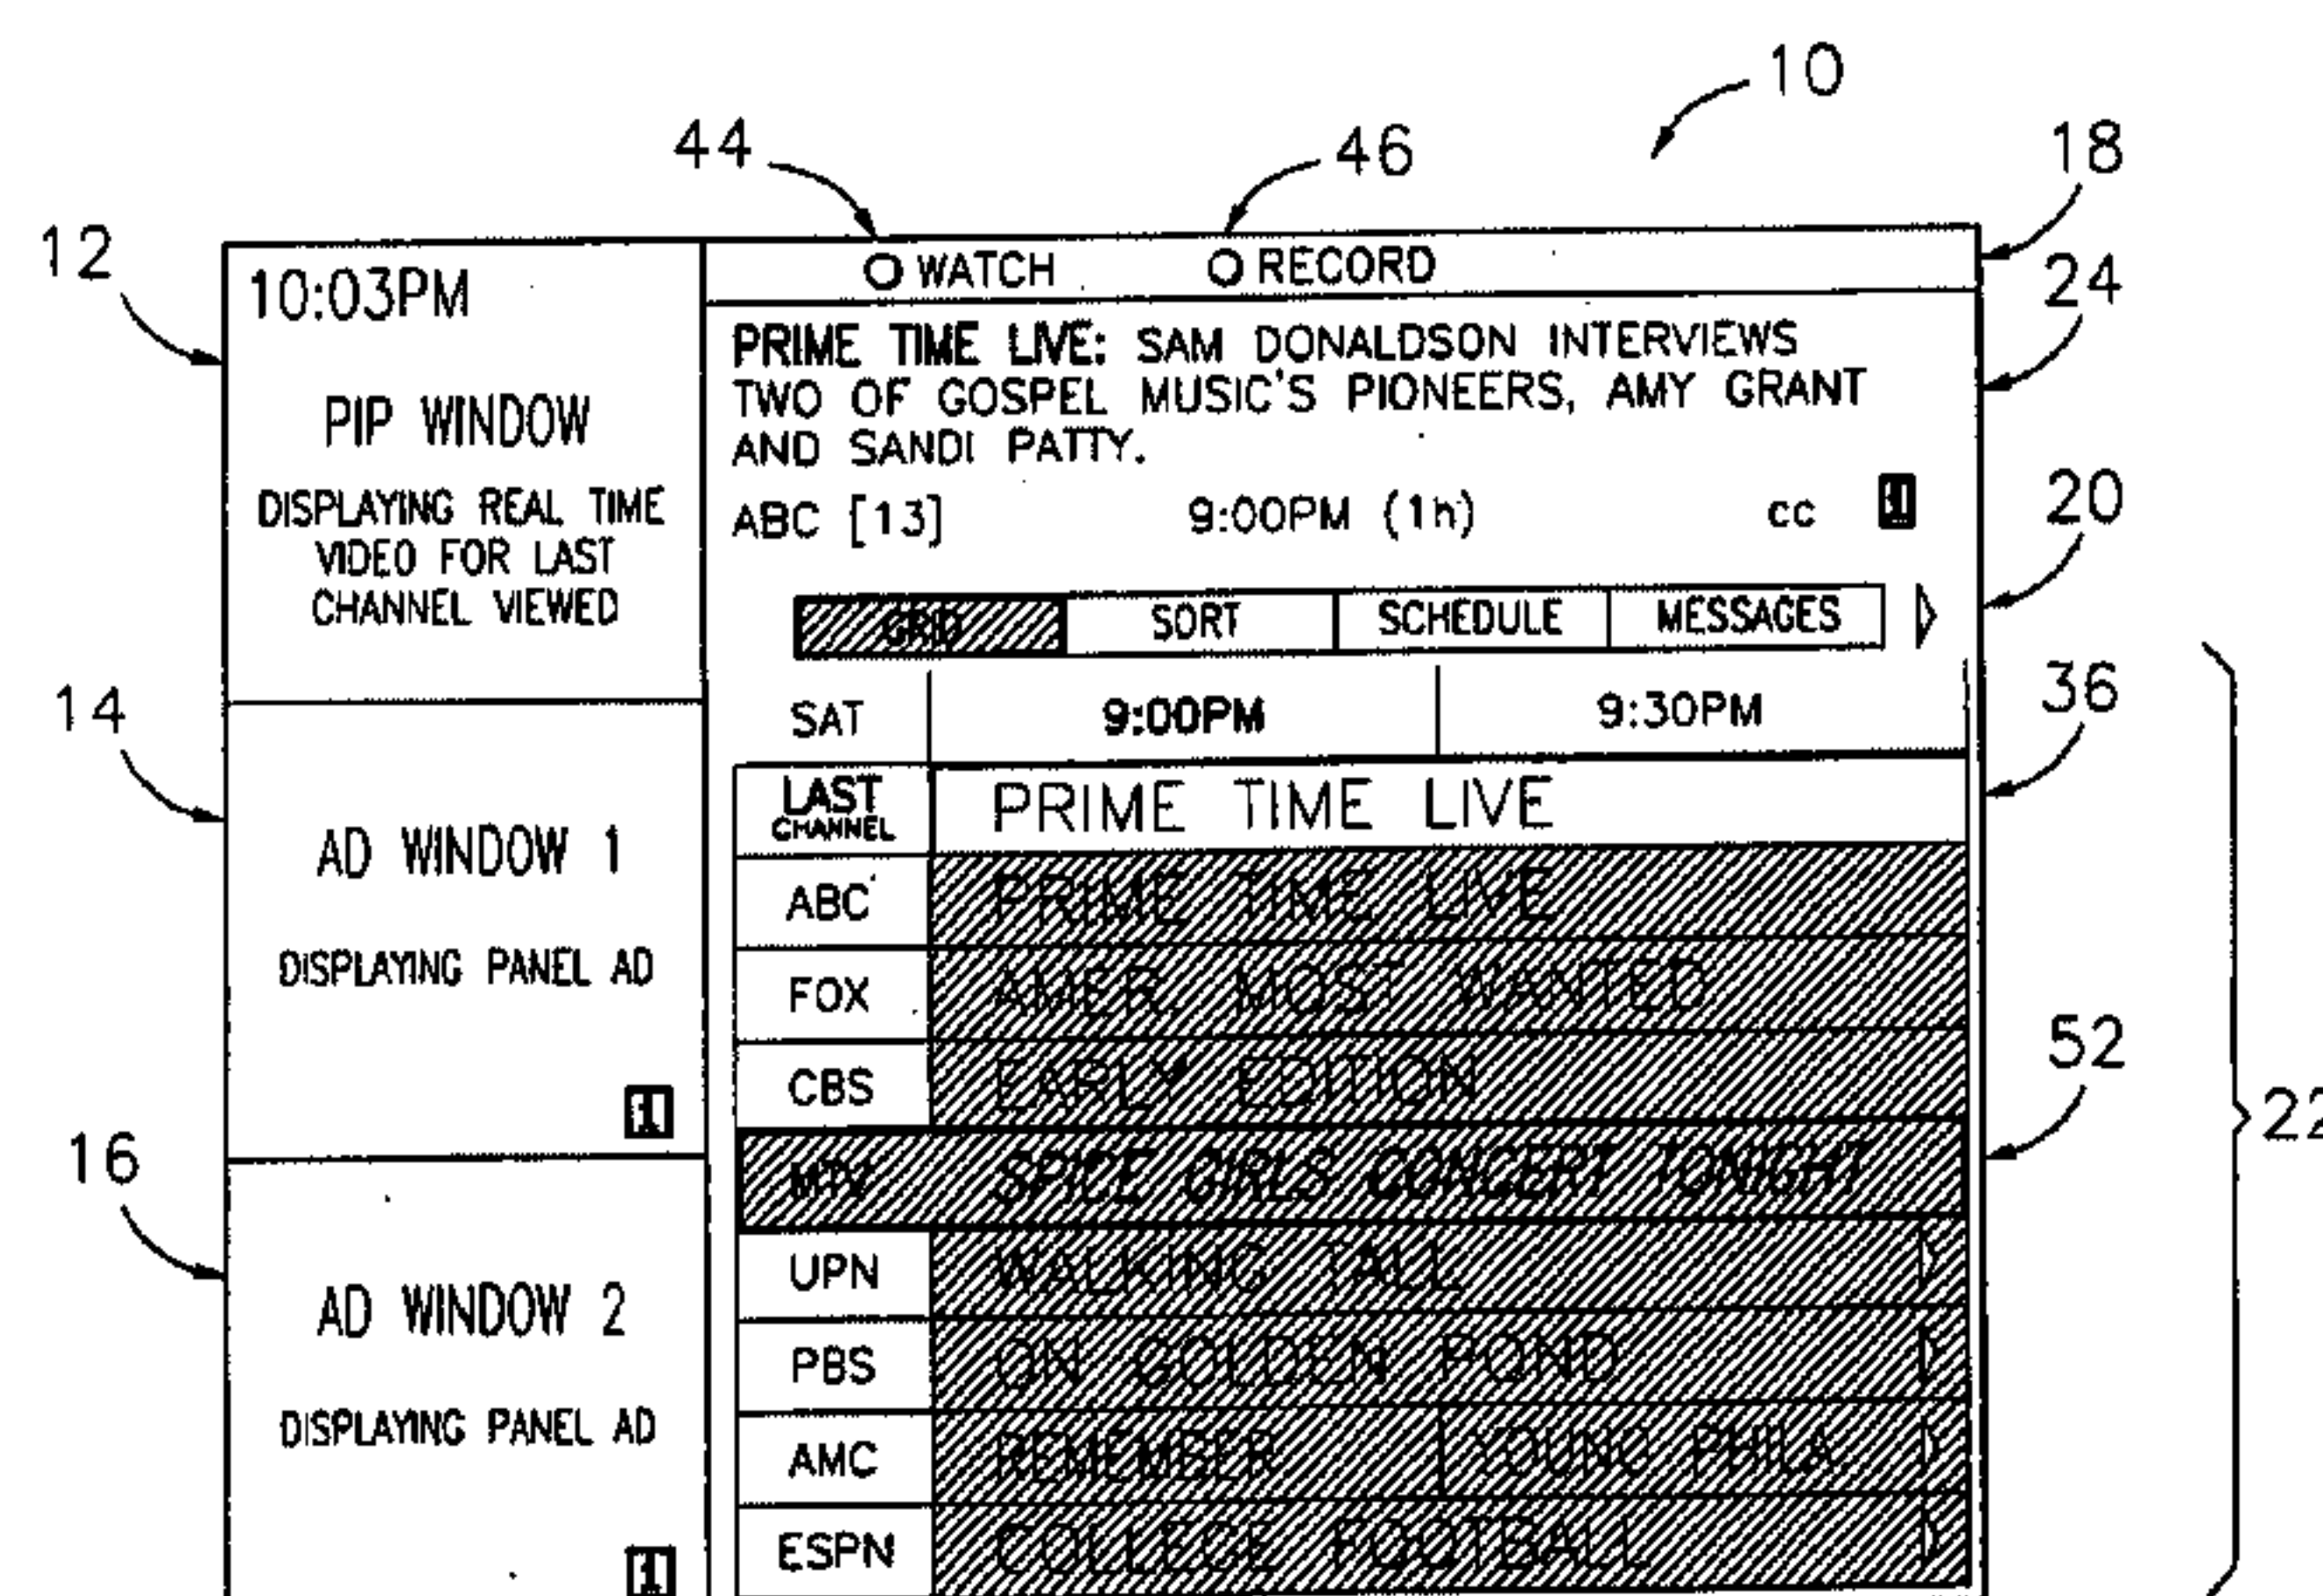 10
44
46
18
12
24
10:03PM
○ WATCH ○ RECORD
PRIME TIME LIVE: SAM DONALDSON INTERVIEWS
TWO OF GOSPEL MUSIC'S PIONEERS, AMY GRANT
AND SANDI PATTY.
PIP WINDOW
DISPLAYING REAL TIME
VIDEO FOR LAST
CHANNEL VIEWED
ABC [13] 9:00PM (1h) cc
20
GRID SORT SCHEDULE MESSAGES
36
14
SAT 9:00PM 9:30PM
LAST
CHANNEL
PRIME TIME LIVE
AD WINDOW 1
DISPLAYING PANEL AD
1
ABC PRIME TIME LIVE
FOX AMER. MOST WANTED
CBS EARLY EDITION
52
22
16
MTV SPICE GIRLS CONCERT TONIGHT
UPN WALKING TALL
AD WINDOW 2
DISPLAYING PANEL AD
1
PBS ON GOLDEN POND
AMC REMEMBER YOUNG PHILA.
ESPN COLLEGE FOOTBALL